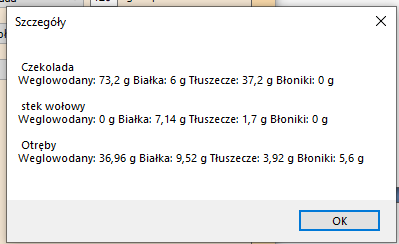 Szczegóły
Czekolada
Weglowodany: 73,2 g Białka: 6 g Tłuszcze: 37,2 g Błoniki: 0 g
stek wołowy
Weglowodany: 0 g Białka: 7,14 g Tłuszcze: 1,7 g Błoniki: 0 g
Otręby
Weglowodany: 36,96 g Białka: 9,52 g Tłuszcze: 3,92 g Błoniki: 5,6 g
OK